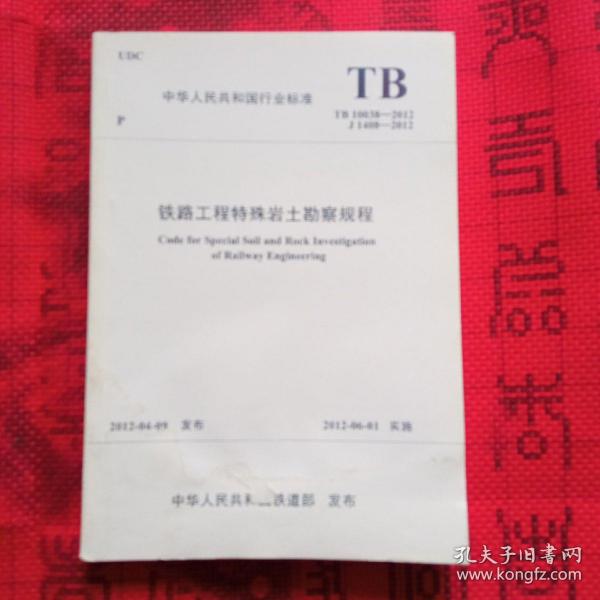 UDC
TB
中华人民共和国行业标准
TB 10038—2012
P
J 1408—2012
铁路工程特殊岩土勘察规程
Code for Special Soil and Rock Investigation
of Railway Engineering
2012-04-09 发布 2012-06-01 实施
中华人民共和 铁道部 发布
孔夫子旧书网
www.kongfz.com